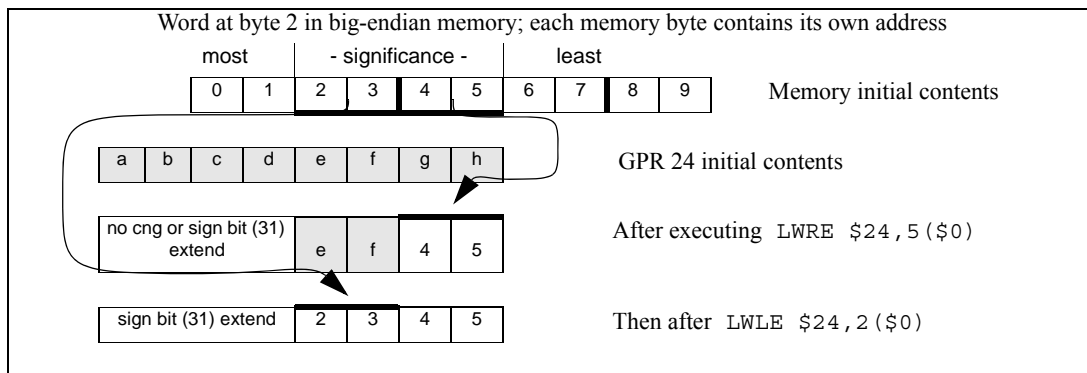 Word at byte 2 in big-endian memory; each memory byte contains its own address
most - significance - least
0 1 2 3 4 5 6 7 8 9 Memory initial contents
a b c d e f g h GPR 24 initial contents
no cng or sign bit (31) extend e f 4 5 After executing LWRE $24,5($0)
sign bit (31) extend 2 3 4 5 Then after LWLE $24,2($0)